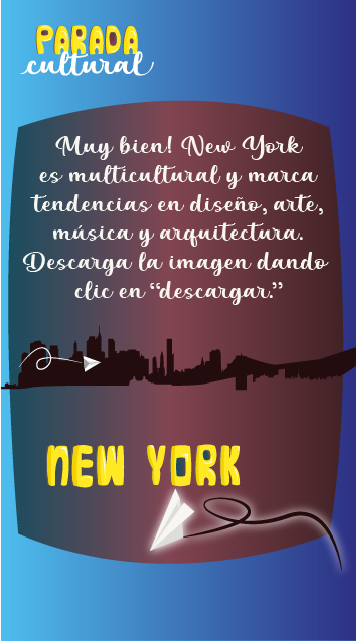 PARADA
cultural
Muy bien! New York
es multicultural y marca
tendencias en diseño, arte,
música y arquitectura.
Descarga la imagen dando
clic en “descargar.”
NEW YORK